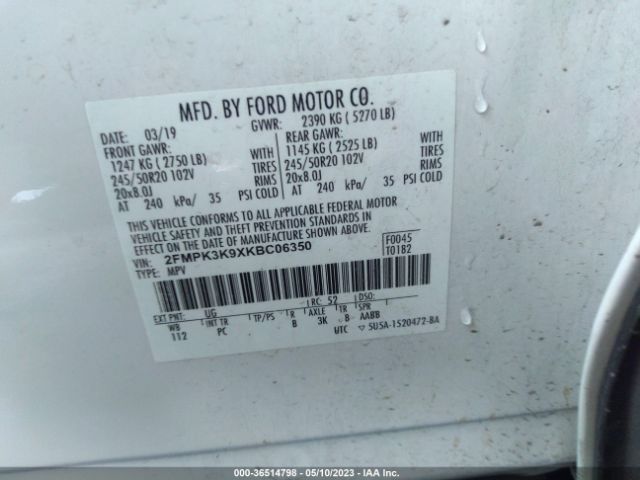 MFD. BY FORD MOTOR CO.
DATE: 03/19 GVWR: 2390 KG ( 5270 LB)
FRONT GAWR: REAR GAWR:
1247 KG ( 2750 LB) WITH 1145 KG ( 2525 LB) WITH
245/50R20 102V TIRES 245/50R20 102V TIRES
20x8.0J RIMS 20x8.0J RIMS
AT 240 kPa/ 35 PSI COLD AT 240 kPa/ 35 PSI COLD
THIS VEHICLE CONFORMS TO ALL APPLICABLE FEDERAL MOTOR
VEHICLE SAFETY AND THEFT PREVENTION STANDARDS IN
EFFECT ON THE DATE OF MANUFACTURE SHOWN ABOVE.
VIN: 2FMPK3K9XKBC06350 F0045
TYPE: MPV T01B2
EXT PNT: UG RC: 52 DSO:
WB INT TR TP/PS R AXLE TR SPR
112 PC B 3K B AABB
UTC 5U5A-1520472-BA
000-36514798 - 05/10/2023 - IAA Inc.